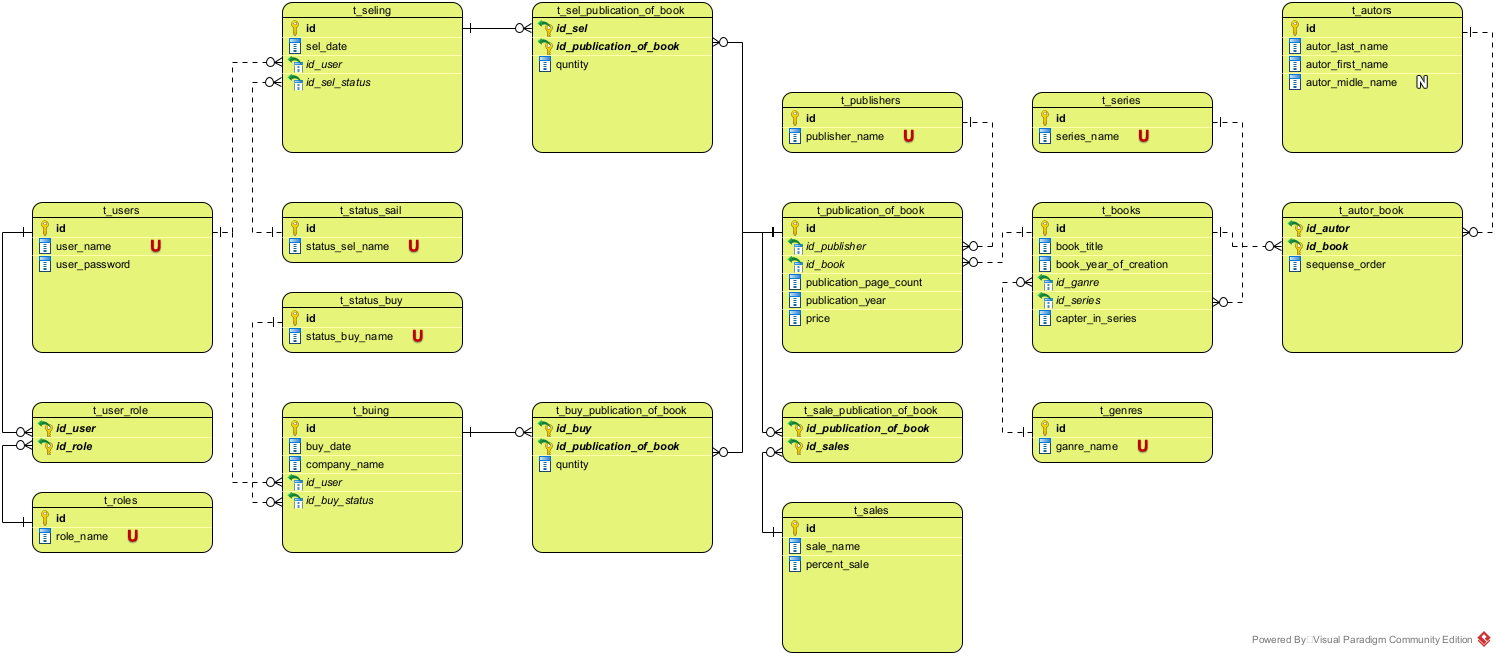 t_seling
id
sel_date
id_user
id_sel_status
t_sel_publication_of_book
id_sel
id_publication_of_book
quntity
t_autors
id
autor_last_name
autor_first_name
autor_midle_name N
t_publishers
id
publisher_name U
t_series
id
series_name U
t_users
id
user_name U
user_password
t_status_sail
id
status_sel_name U
t_publication_of_book
id
id_publisher
id_book
publication_page_count
publication_year
price
t_books
id
book_title
book_year_of_creation
id_ganre
id_series
capter_in_series
t_autor_book
id_autor
id_book
sequense_order
t_status_buy
id
status_buy_name U
t_user_role
id_user
id_role
t_buing
id
buy_date
company_name
id_user
id_buy_status
t_buy_publication_of_book
id_buy
id_publication_of_book
quntity
t_sale_publication_of_book
id_publication_of_book
id_sales
t_genres
id
ganre_name U
t_roles
id
role_name U
t_sales
id
sale_name
percent_sale
Powered By Visual Paradigm Community Edition